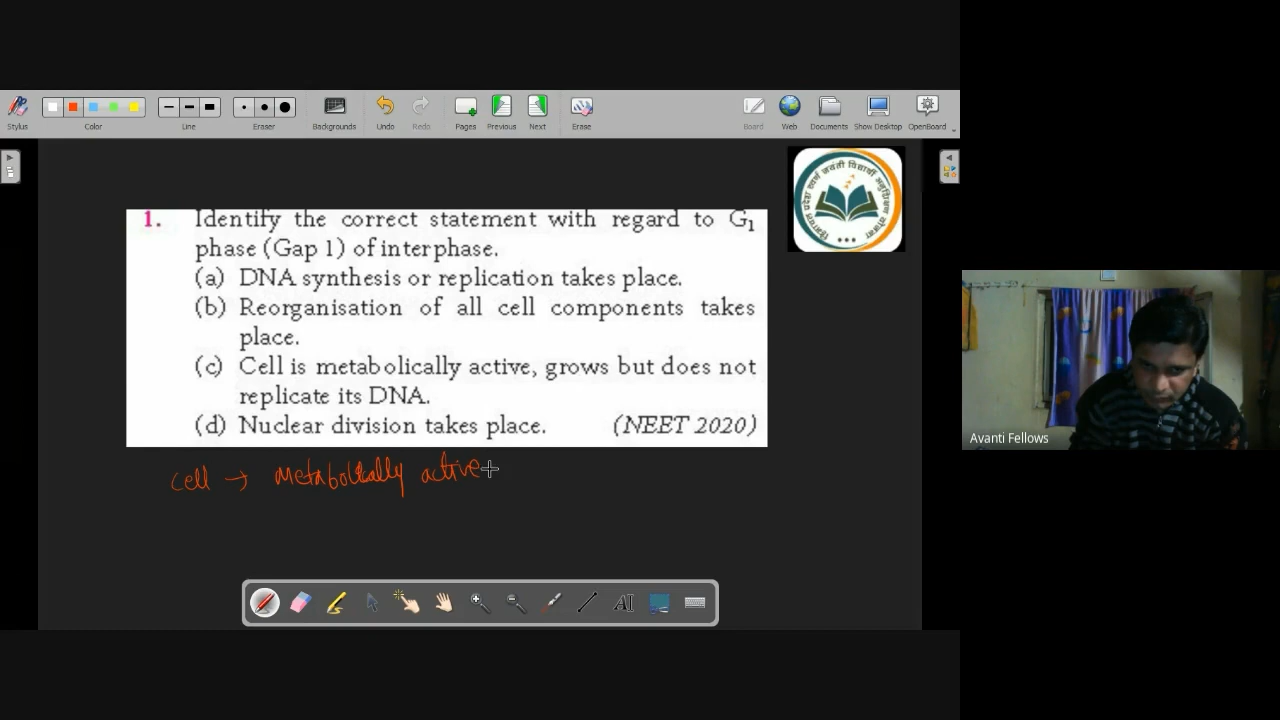 Stylus
Color
Line
Eraser
Backgrounds
Undo
Redo
Pages
Previous
Next
Erase
Board
Web
Documents
Show Desktop
OpenBoard
1. Identify the correct statement with regard to G₁
phase (Gap 1) of interphase.
(a) DNA synthesis or replication takes place.
(b) Reorganisation of all cell components takes
place.
(c) Cell is metabolically active, grows but does not
replicate its DNA.
(d) Nuclear division takes place. (NEET 2020)
cell → Metabolically active
Avanti Fellows